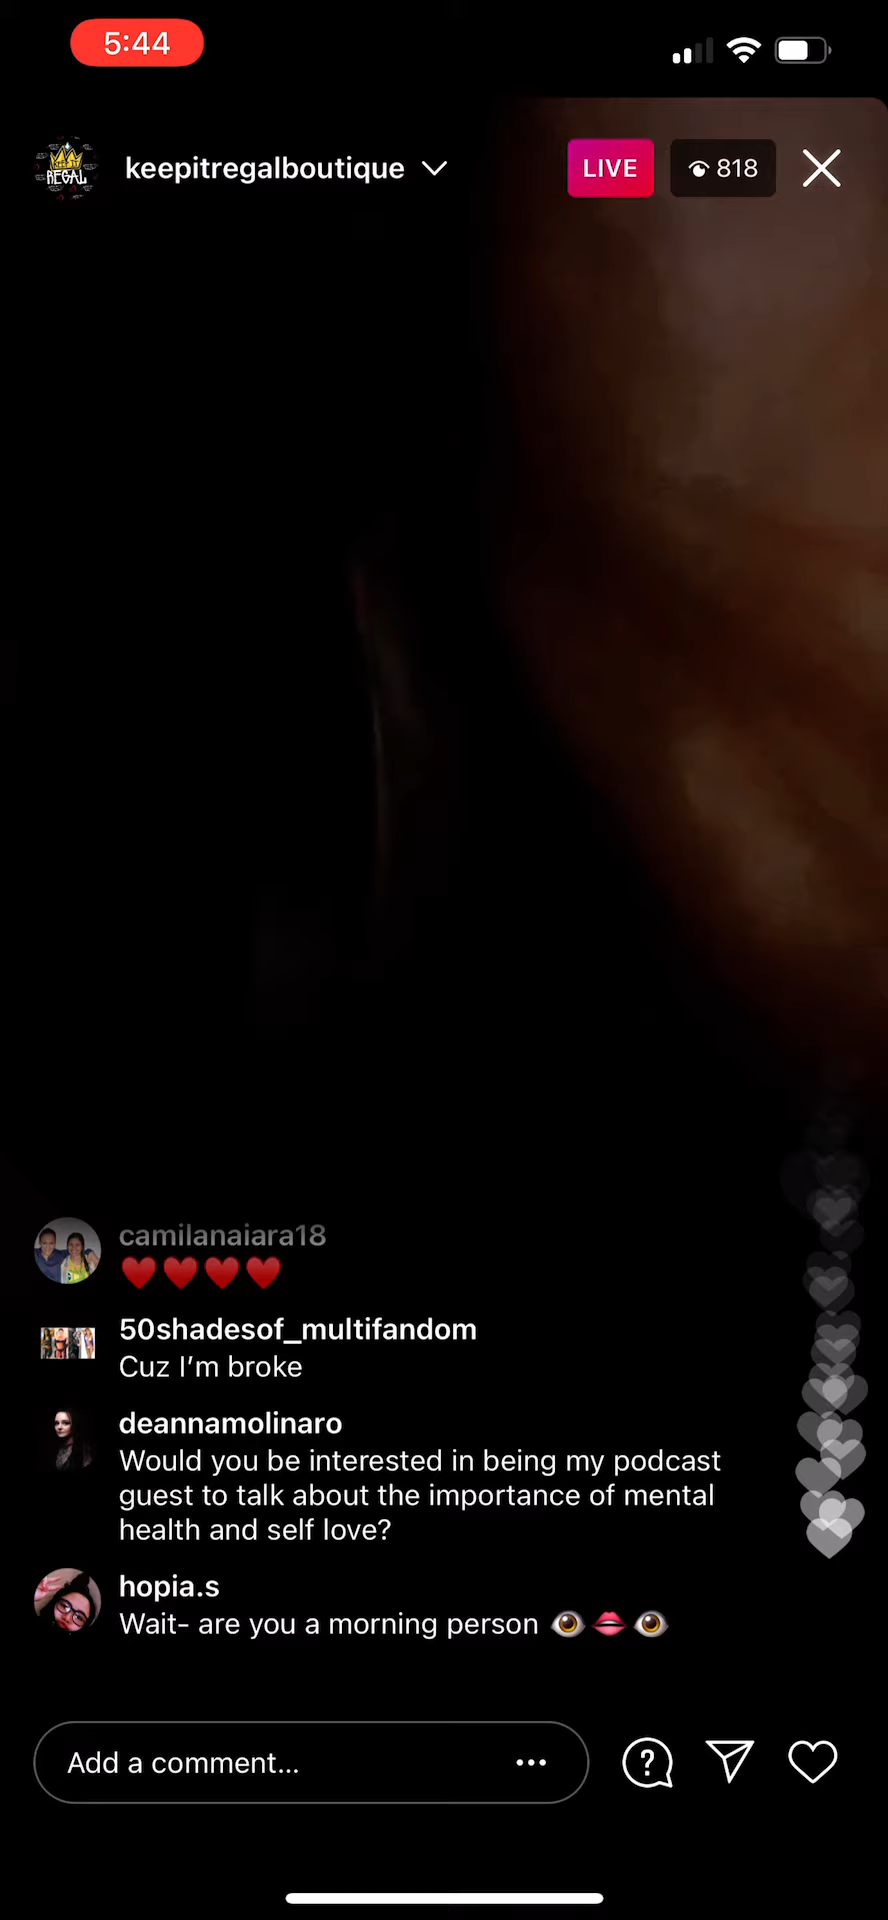 5:44
REGAL
keepitregalboutique
LIVE
818
camilanaiara18
❤️❤️❤️❤️
50shadesof_multifandom
Cuz I’m broke
deannamolinaro
Would you be interested in being my podcast
guest to talk about the importance of mental
health and self love?
hopia.s
Wait- are you a morning person 👁️👄👁️
Add a comment...